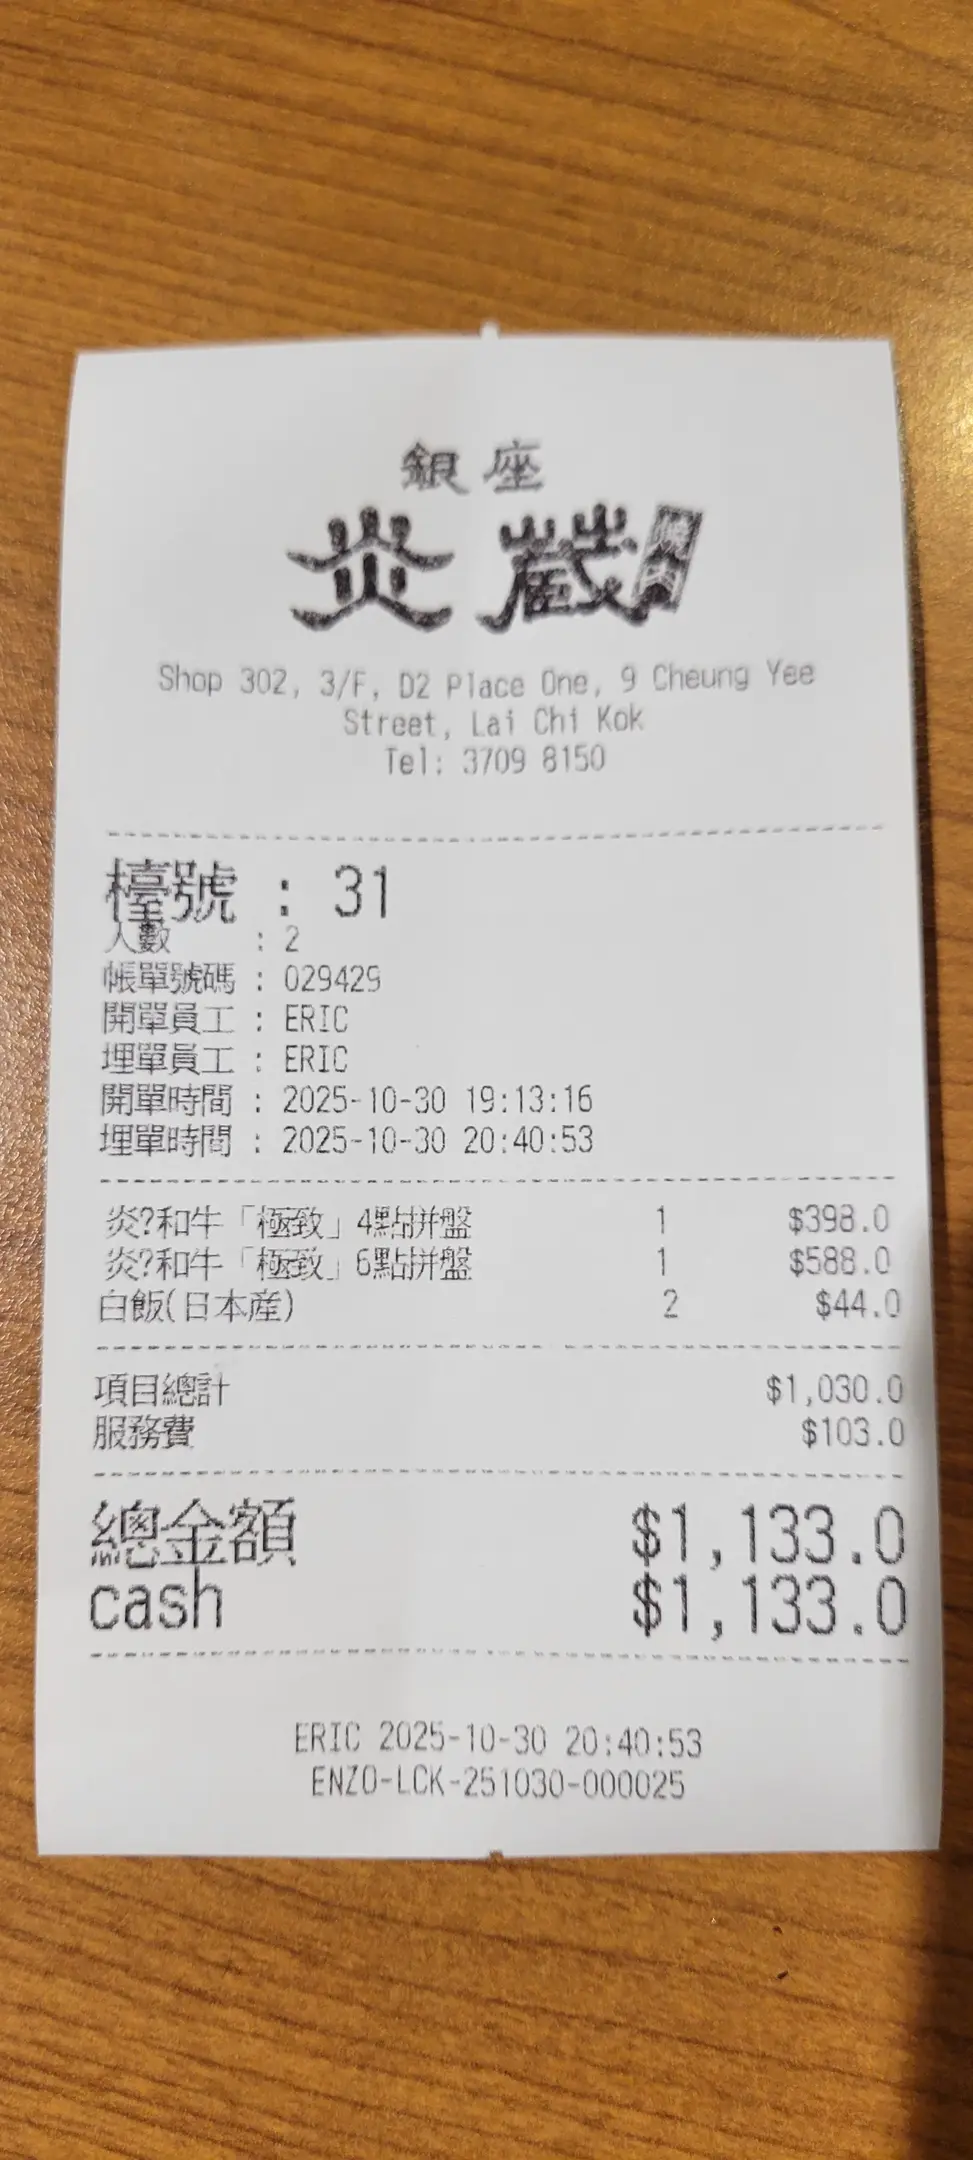 銀座
炎蔵
焼肉
Shop 302, 3/F, D2 Place One, 9 Cheung Yee
Street, Lai Chi Kok
Tel: 3709 8150
檯號 : 31
人數 : 2
帳單號碼 : 029429
開單員工 : ERIC
埋單員工 : ERIC
開單時間 : 2025-10-30 19:13:16
埋單時間 : 2025-10-30 20:40:53
炎?和牛「極致」4點拼盤 1 $398.0
炎?和牛「極致」6點拼盤 1 $588.0
白飯(日本産) 2 $44.0
項目總計 $1,030.0
服務費 $103.0
總金額 $1,133.0
cash $1,133.0
ERIC 2025-10-30 20:40:53
ENZO-LCK-251030-000025